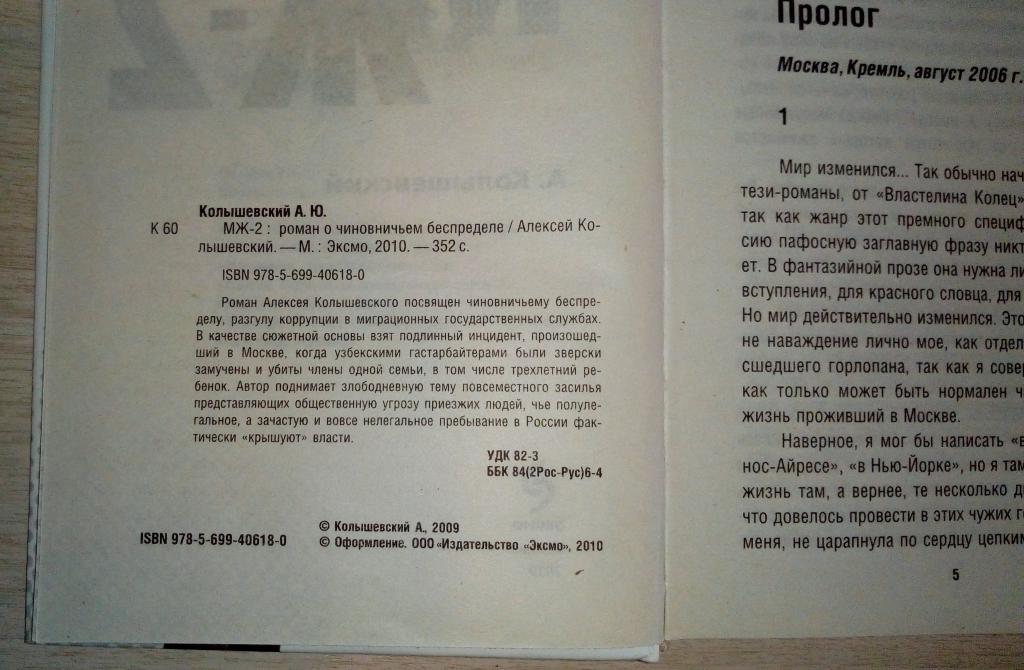 Колышевский А. Ю.
К 60 МЖ-2 : роман о чиновничьем беспределе / Алексей Ко-
лышевский. — М. : Эксмо, 2010. — 352 с.
ISBN 978-5-699-40618-0
Роман Алексея Колышевского посвящен чиновничьему беспре-
делу, разгулу коррупции в миграционных государственных службах.
В качестве сюжетной основы взят подлинный инцидент, произошед-
ший в Москве, когда узбекскими гастарбайтерами были зверски
замучены и убиты члены одной семьи, в том числе трехлетний ре-
бенок. Автор поднимает злободневную тему повсеместного засилья
представляющих общественную угрозу приезжих людей, чье полуле-
гальное, а зачастую и вовсе нелегальное пребывание в России фак-
тически «крышуют» власти.
УДК 82-3
ББК 84(2Рос-Рус)6-4
© Колышевский А., 2009
ISBN 978-5-699-40618-0 © Оформление. ООО «Издательство «Эксмо», 2010
Пролог
Москва, Кремль, август 2006 г.
1
Мир изменился... Так обычно нач
тези-романы, от «Властелина Колец»
так как жанр этот премного специф
сию пафосную заглавную фразу никт
ет. В фантазийной прозе она нужна ли
вступления, для красного словца, для
Но мир действительно изменился. Это
не наваждение лично мое, как отдел
сшедшего горлопана, так как я совер
как только может быть нормален ч
жизнь проживший в Москве.
Наверное, я мог бы написать «в
нос-Айресе», «в Нью-Йорке», но я там
жизнь там, а вернее, те несколько д
что довелось провести в этих чужих г
меня, не царапнула по сердцу цепким
5